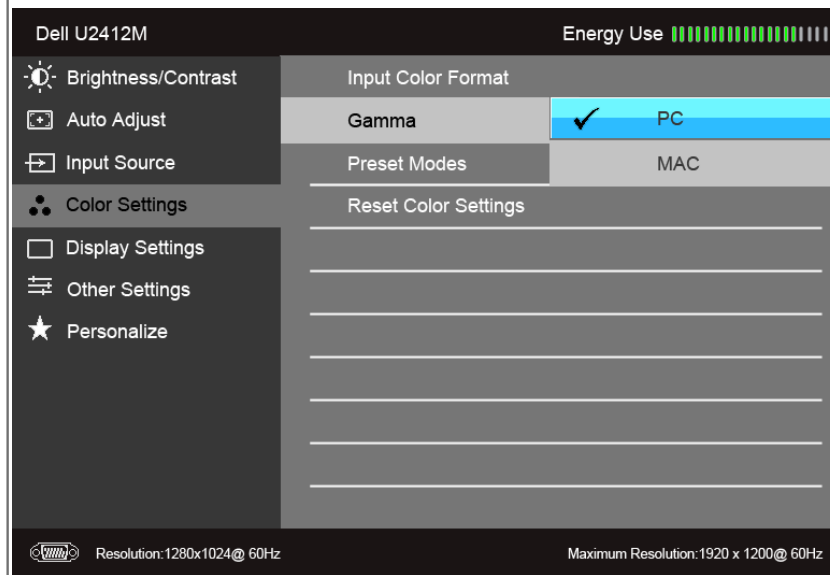 Dell U2412M Energy Use
Brightness/Contrast Input Color Format
Auto Adjust Gamma ✓ PC
Input Source Preset Modes MAC
Color Settings Reset Color Settings
Display Settings
Other Settings
Personalize
Resolution:1280x1024@ 60Hz Maximum Resolution:1920 x 1200@ 60Hz